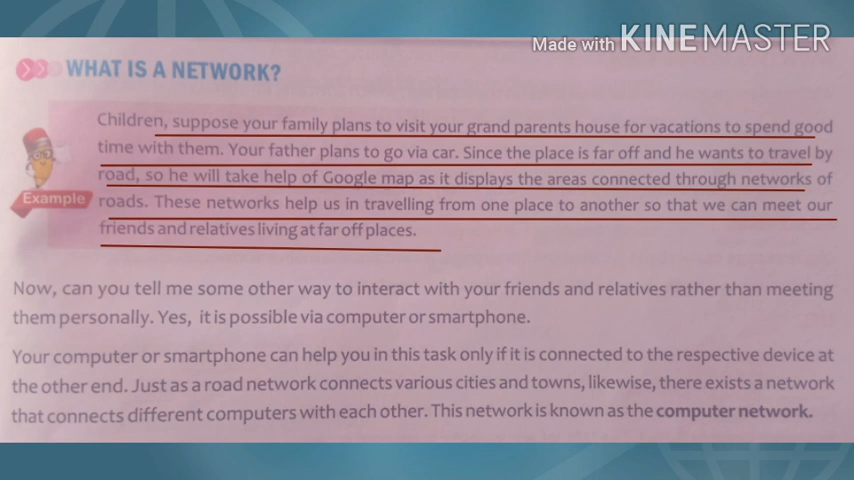 Made with KINEMASTER
WHAT IS A NETWORK?
Children, suppose your family plans to visit your grand parents house for vacations to spend good
time with them. Your father plans to go via car. Since the place is far off and he wants to travel by
road, so he will take help of Google map as it displays the areas connected through networks of
Example
roads. These networks help us in travelling from one place to another so that we can meet our
friends and relatives living at far off places.
Now, can you tell me some other way to interact with your friends and relatives rather than meeting
them personally. Yes, it is possible via computer or smartphone.
Your computer or smartphone can help you in this task only if it is connected to the respective device at
the other end. Just as a road network connects various cities and towns, likewise, there exists a network
that connects different computers with each other. This network is known as the computer network.